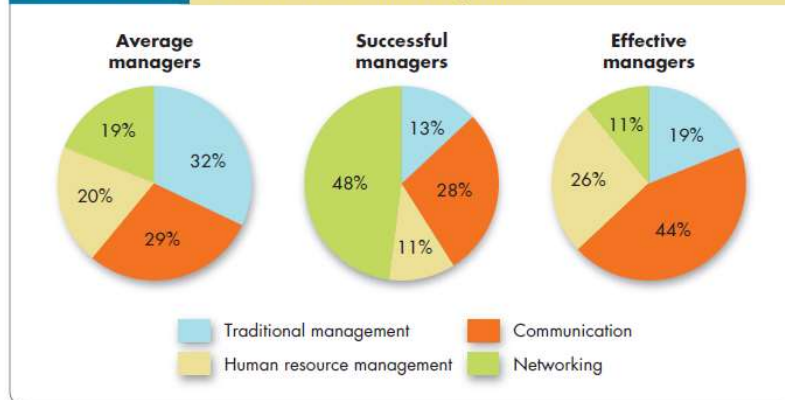 Average
managers
Successful
managers
Effective
managers
19%
32%
20%
29%
13%
48%
28%
11%
11%
19%
26%
44%
Traditional management
Communication
Human resource management
Networking